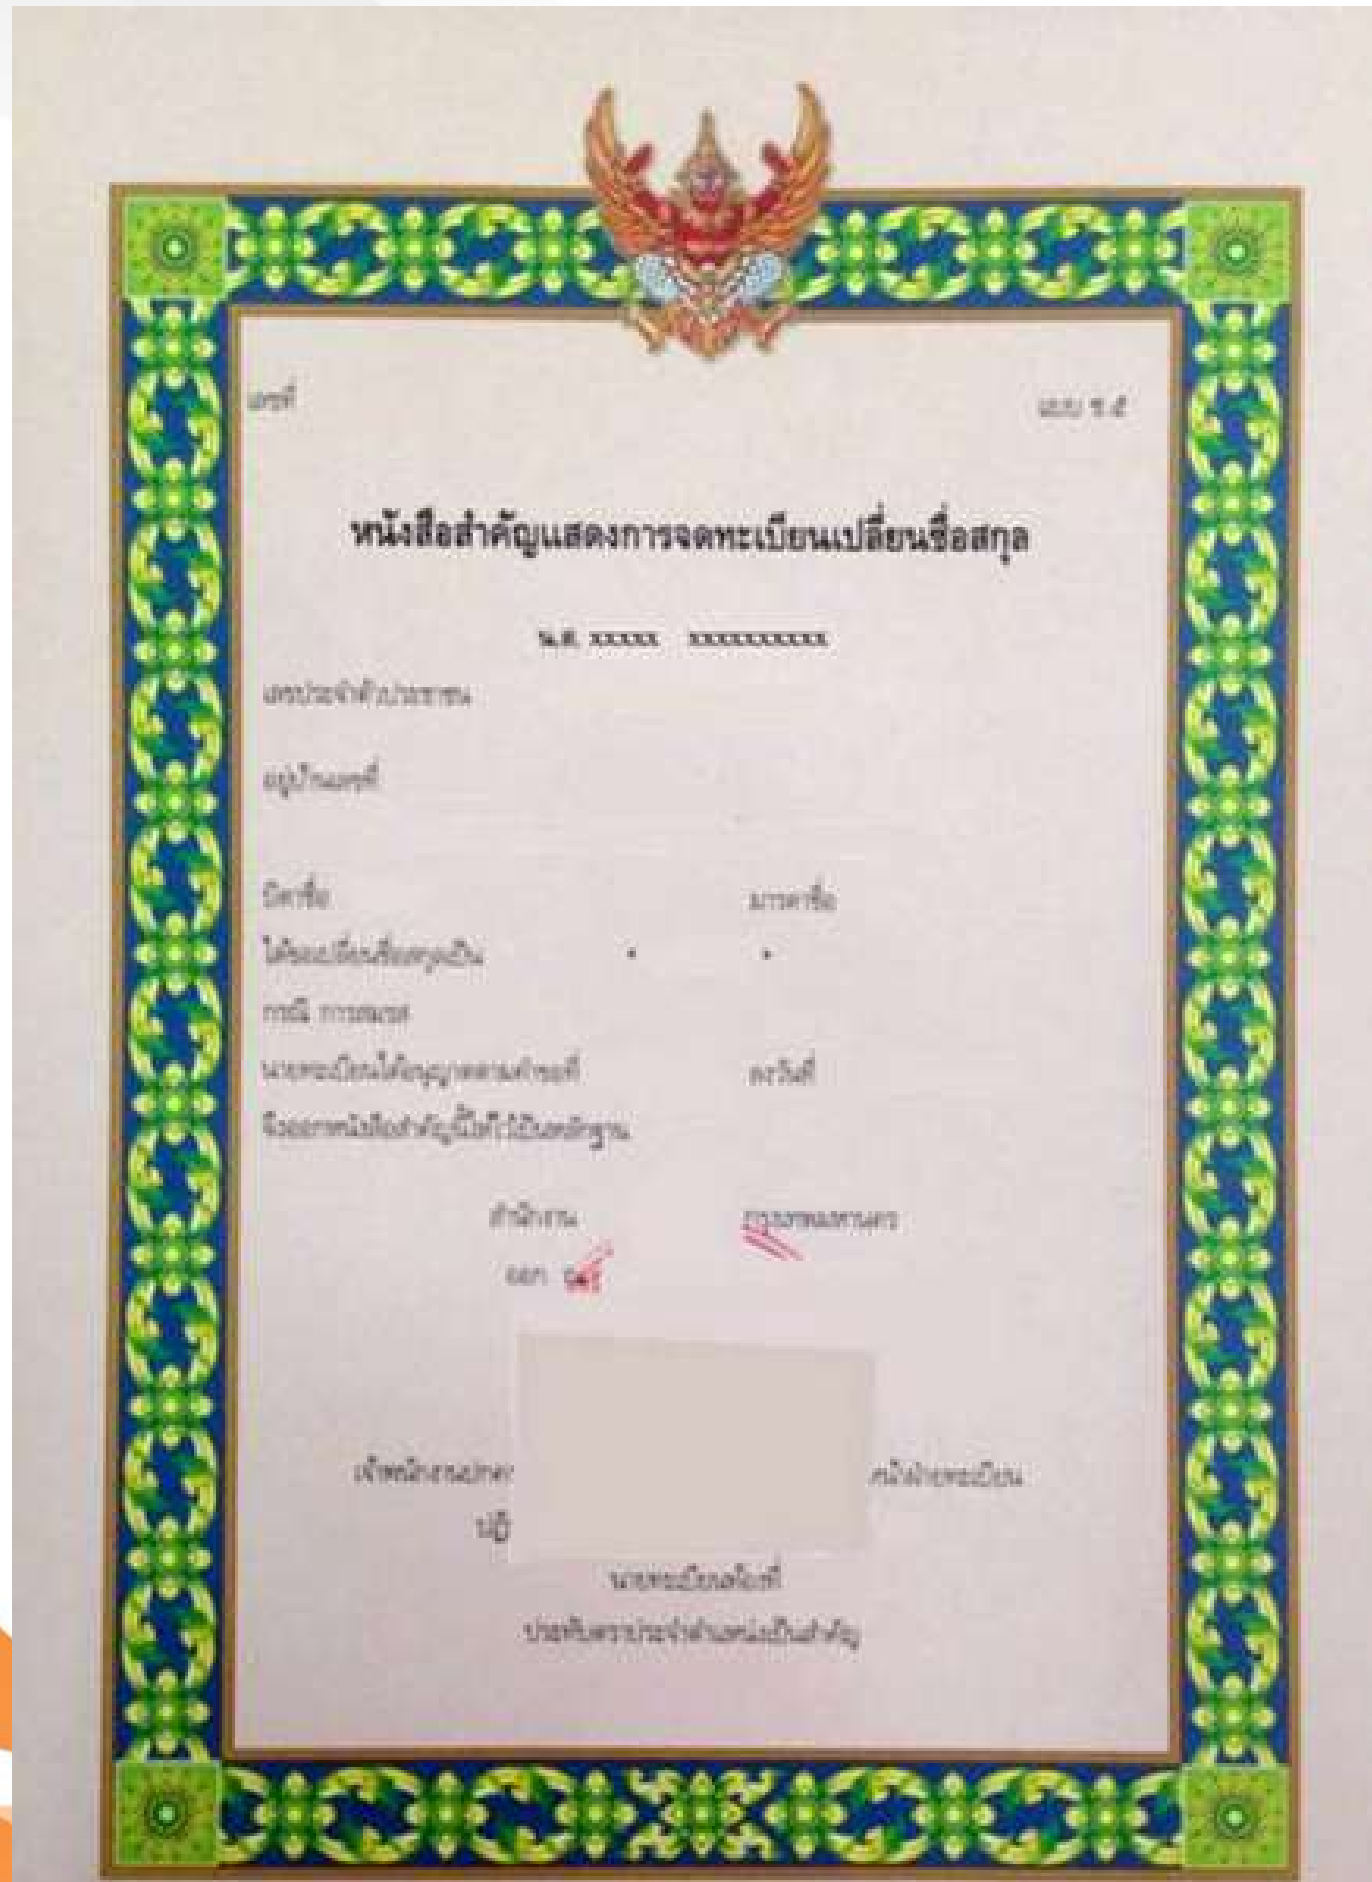 เลขที่ แบบ ช.๕
หนังสือสำคัญแสดงการจดทะเบียนเปลี่ยนชื่อสกุล
น.ส. xxxxx xxxxxxxxxx
เลขประจำตัวประชาชน
อยู่บ้านเลขที่
บิดาชื่อ มารดาชื่อ
ได้ขอเปลี่ยนชื่อสกุลเป็น " "
กรณี การสมรส
นายทะเบียนได้อนุญาตตามคำขอที่ ลงวันที่
จึงออกหนังสือสำคัญนี้ให้ไว้เป็นหลักฐาน
สำนักงาน กรุงเทพมหานคร
ออก ณ
เจ้าพนักงานปกค นฝ่ายทะเบียน
ปฏิ
นายทะเบียนท้องที่
ประทับตราประจำตำแหน่งเป็นสำคัญ